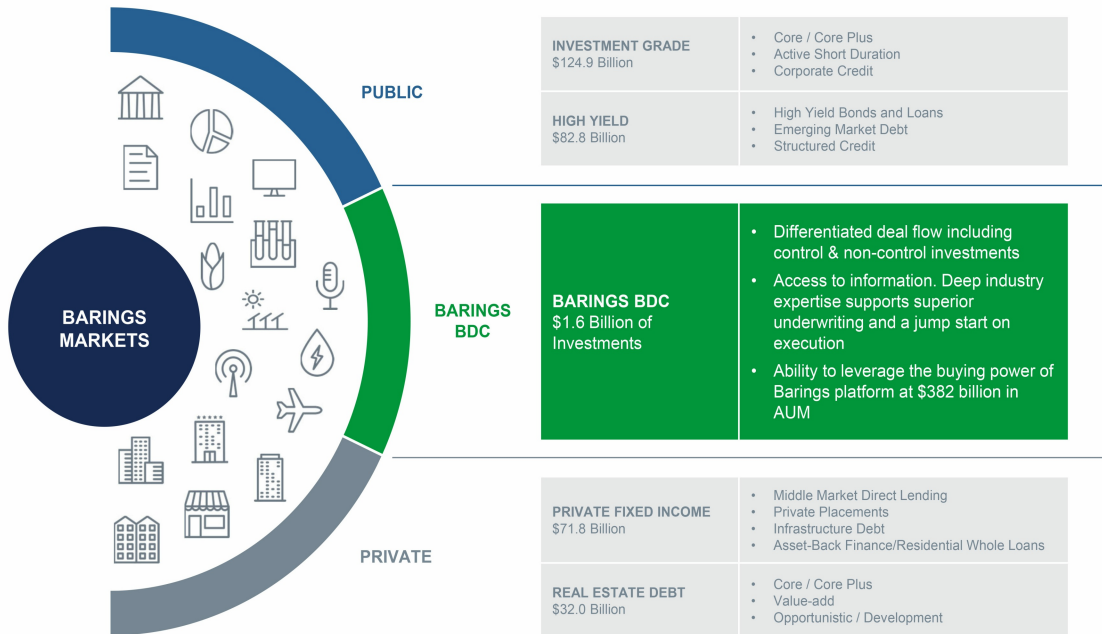 BARINGS
MARKETS
PUBLIC
BARINGS
BDC
PRIVATE
INVESTMENT GRADE
$124.9 Billion
• Core / Core Plus
• Active Short Duration
• Corporate Credit
HIGH YIELD
$82.8 Billion
• High Yield Bonds and Loans
• Emerging Market Debt
• Structured Credit
BARINGS BDC
$1.6 Billion of
Investments
• Differentiated deal flow including
control & non-control investments
• Access to information. Deep industry
expertise supports superior
underwriting and a jump start on
execution
• Ability to leverage the buying power of
Barings platform at $382 billion in
AUM
PRIVATE FIXED INCOME
$71.8 Billion
• Middle Market Direct Lending
• Private Placements
• Infrastructure Debt
• Asset-Back Finance/Residential Whole Loans
REAL ESTATE DEBT
$32.0 Billion
• Core / Core Plus
• Value-add
• Opportunistic / Development